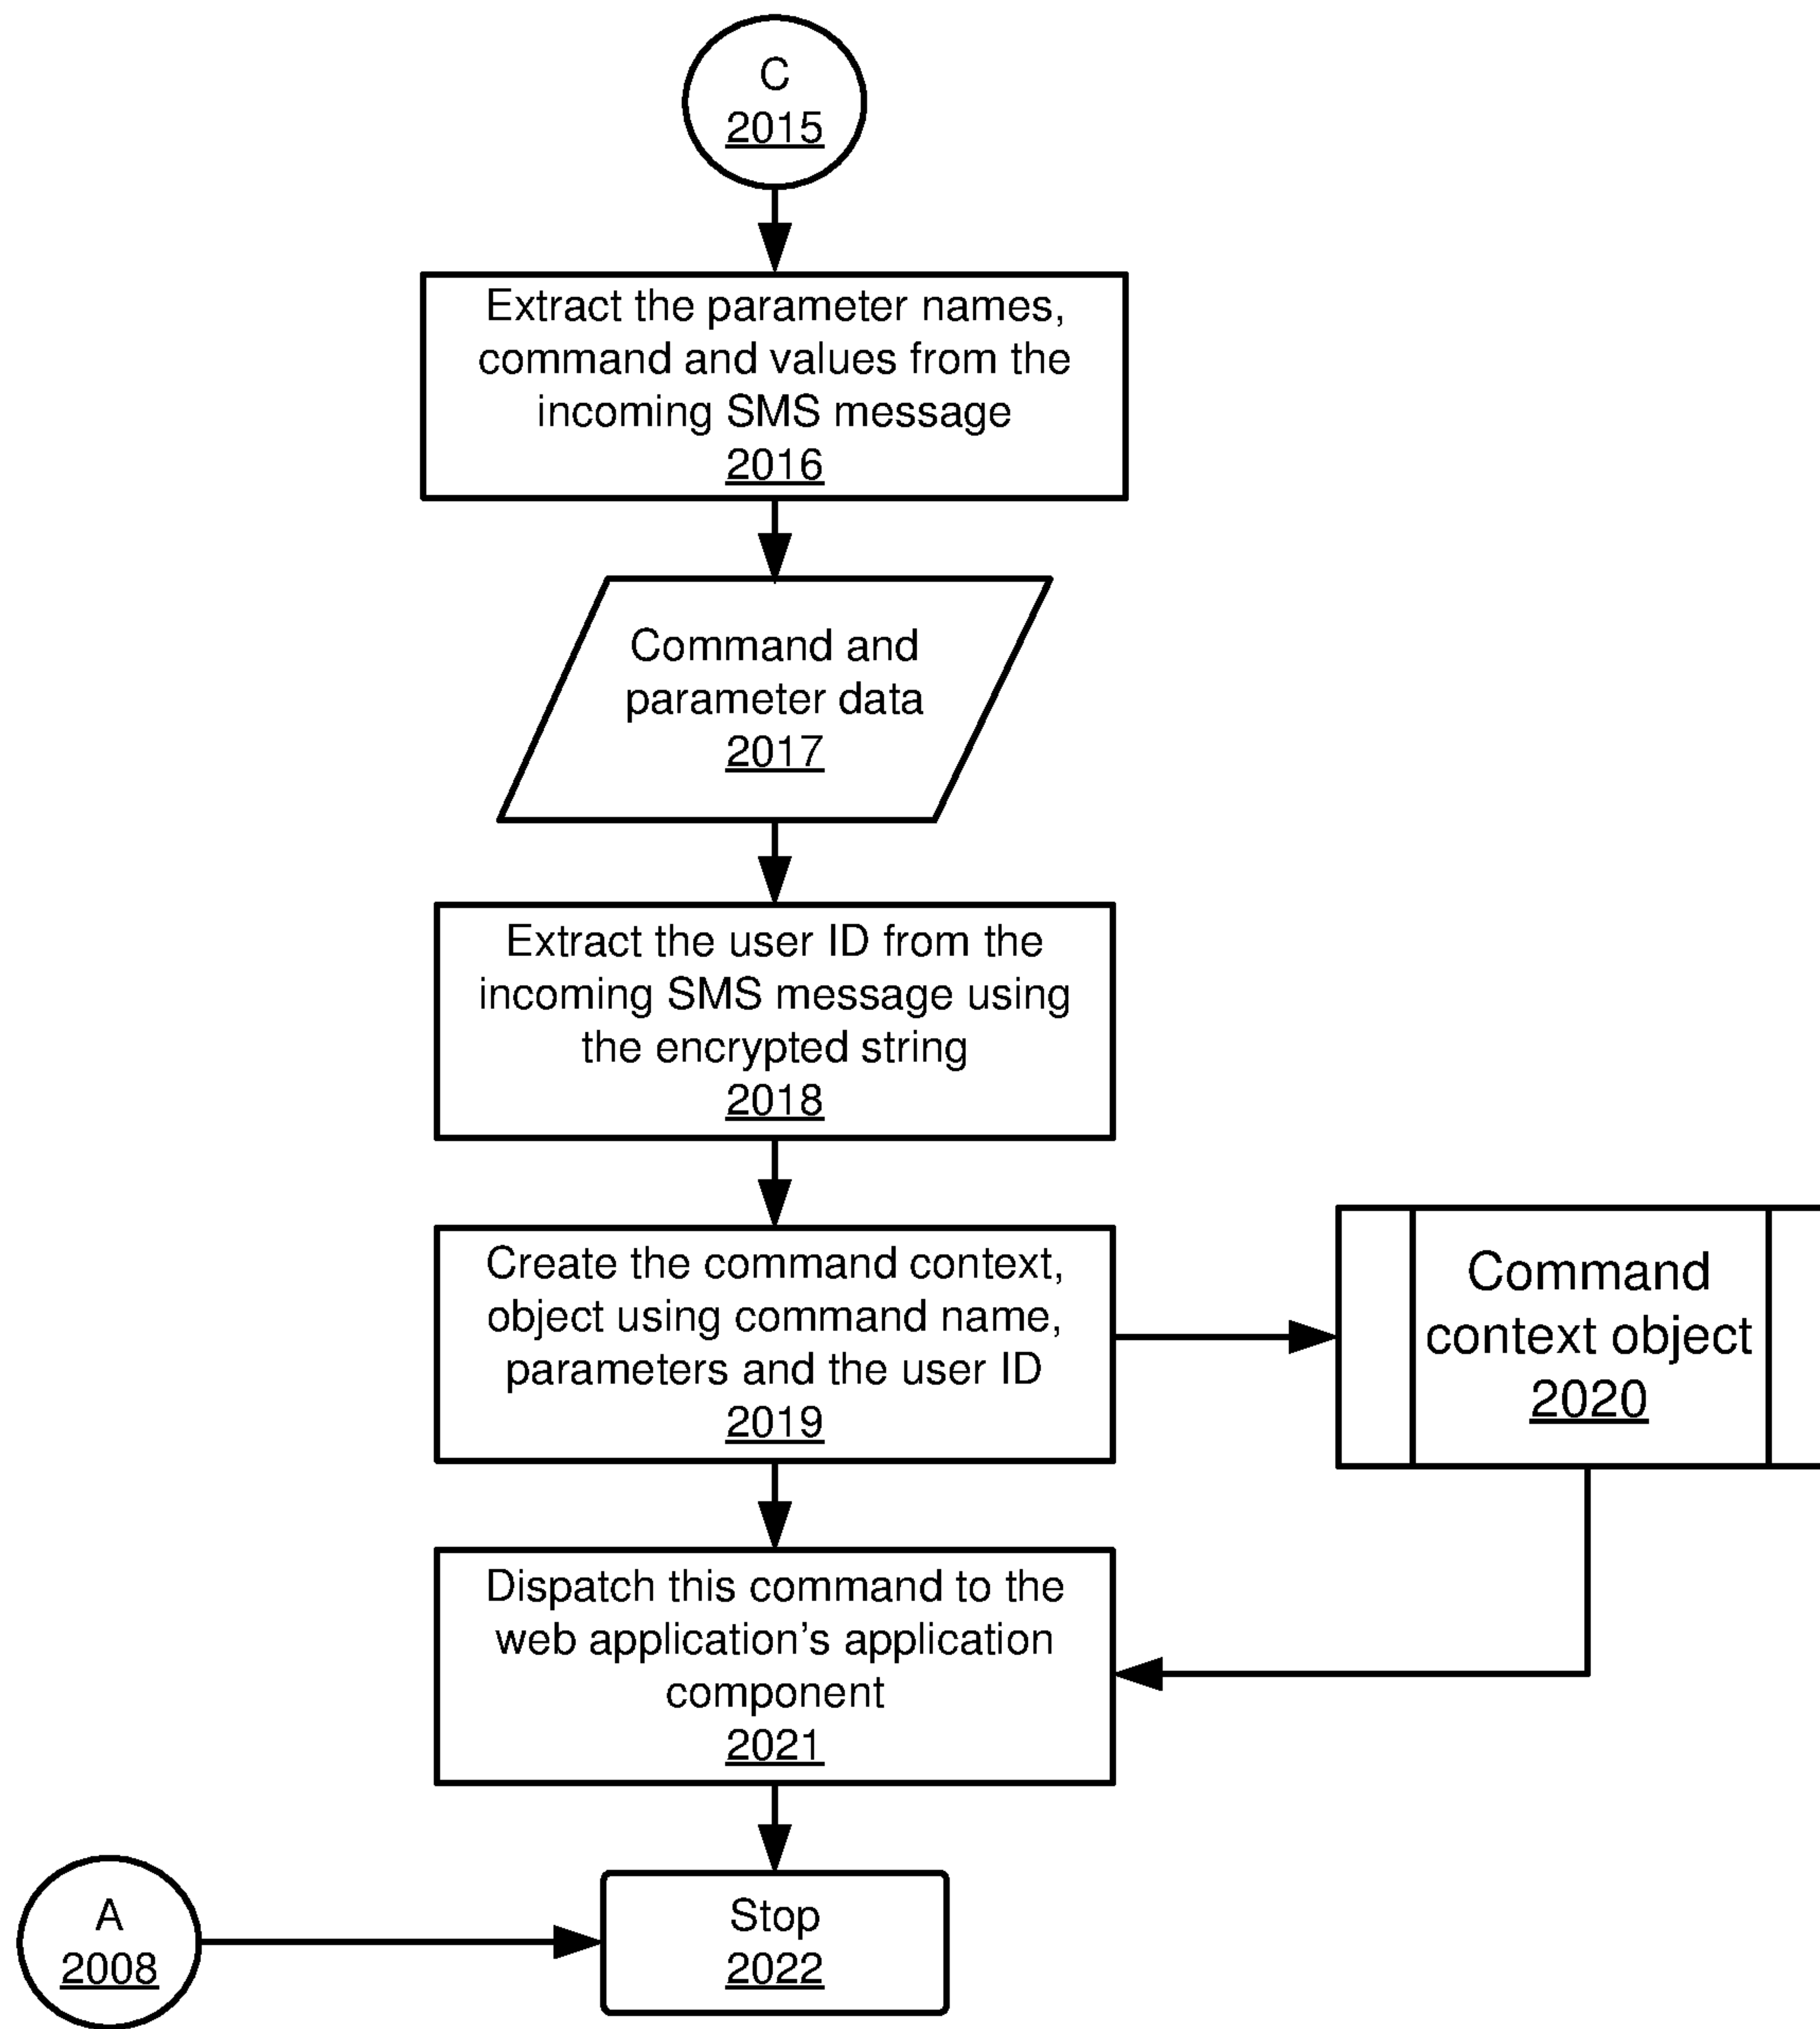 C
2015
Extract the parameter names,
command and values from the
incoming SMS message
2016
Command and
parameter data
2017
Extract the user ID from the
incoming SMS message using
the encrypted string
2018
Create the command context,
object using command name,
parameters and the user ID
2019
Command
context object
2020
Dispatch this command to the
web application's application
component
2021
A
2008
Stop
2022